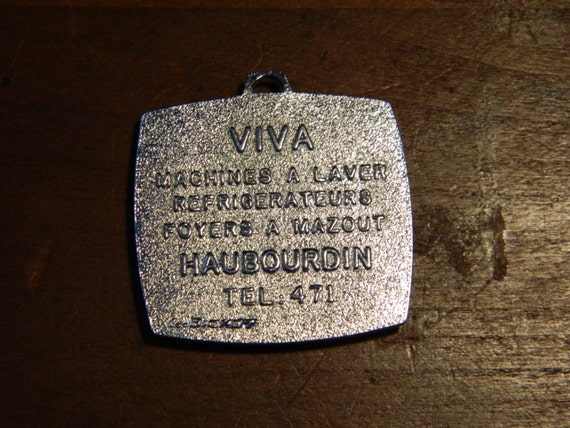 VIVA
MACHINES A LAVER
REFRIGERATEURS
FOYERS A MAZOUT
HAUBOURDIN
TEL. 471